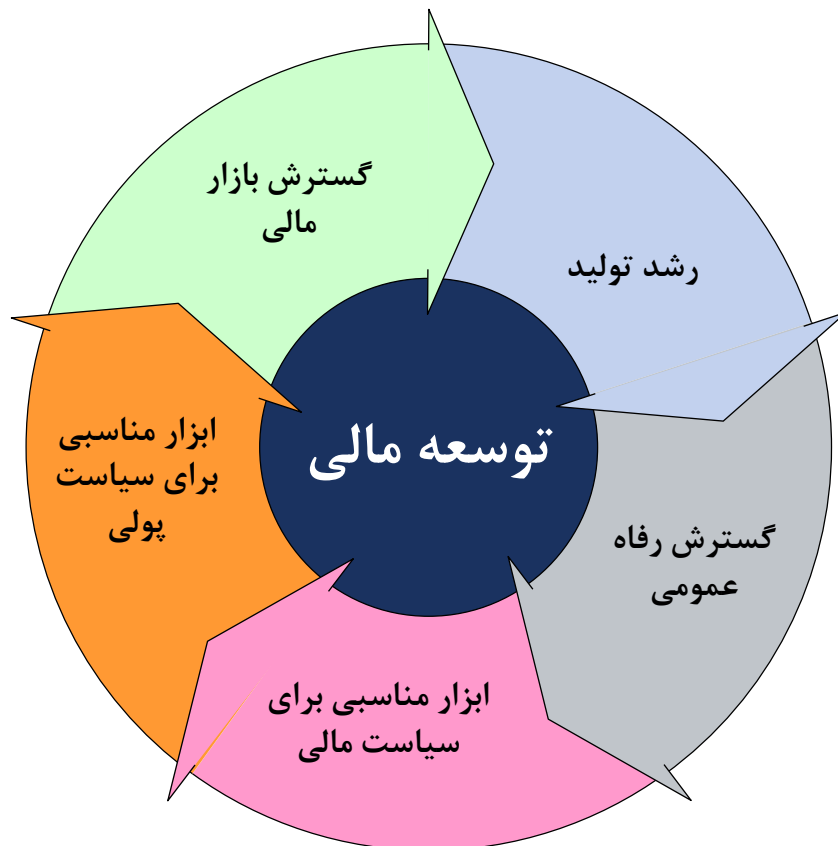 گسترش بازار
مالی
رشد تولید
توسعه مالی
ابزار مناسبی
برای سیاست
پولی
گسترش رفاه
عمومی
ابزار مناسبی برای
سیاست مالی